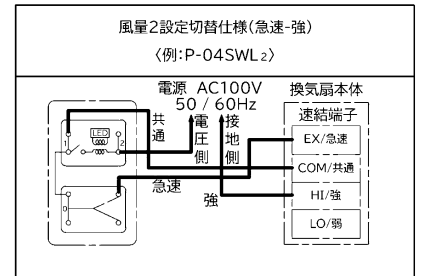 風量２設定切替仕様(急速-強)
〈例:P-04SWL2〉
電源 AC100V
50 / 60Hz
換気扇本体
速結端子
共通
電圧側
接地側
LED
1
2
EX/急速
COM/共通
HI/強
LO/弱
急速
強
0